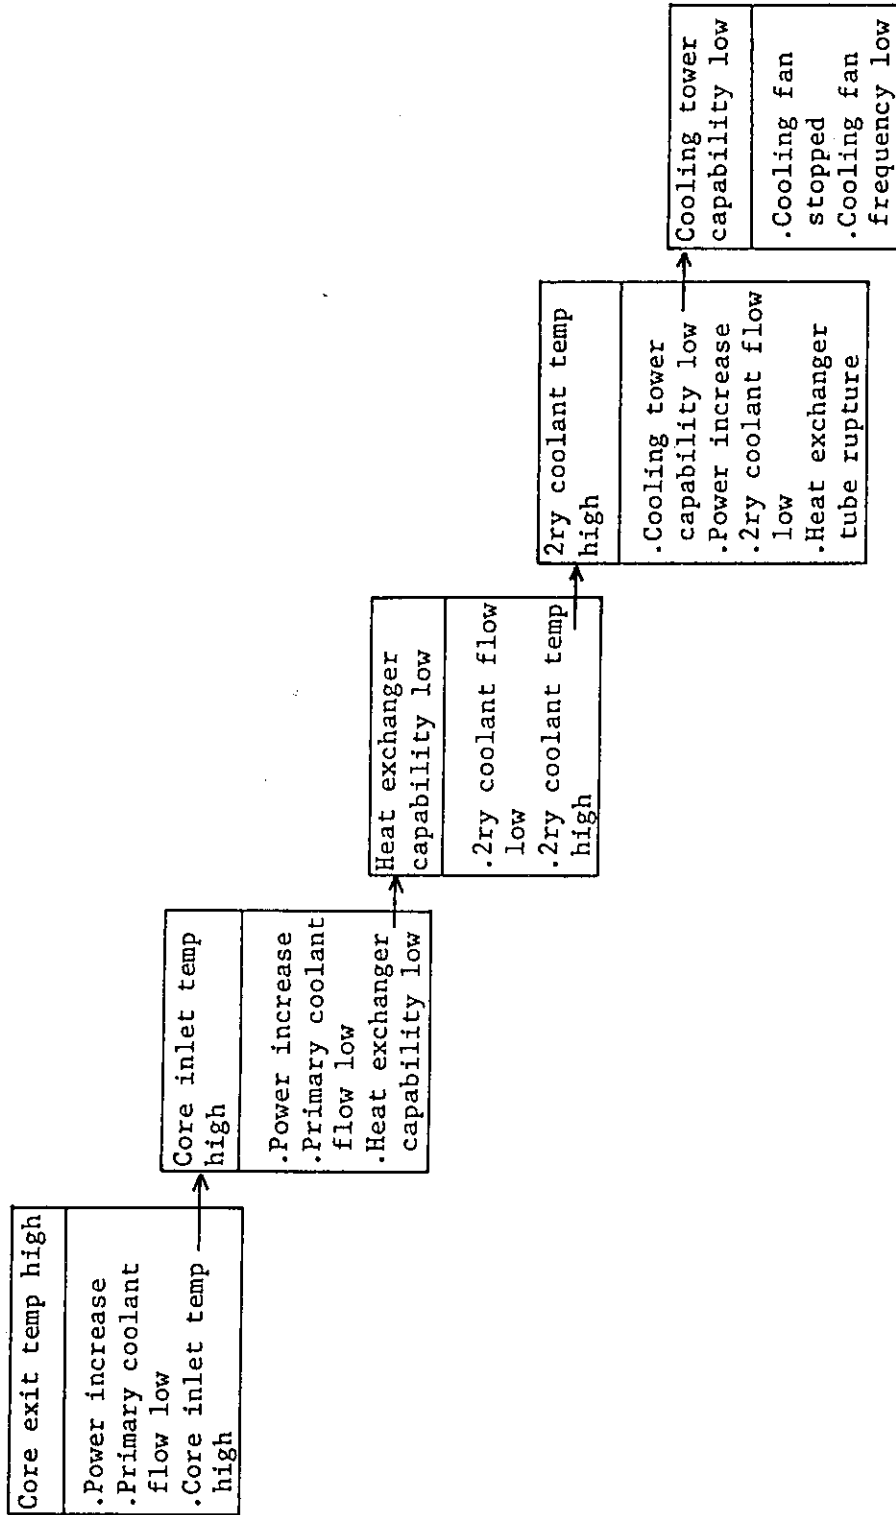 Core exit temp high
.Power increase
.Primary coolant
flow low
.Core inlet temp
high
Core inlet temp
high
.Power increase
.Primary coolant
flow low
.Heat exchanger
capability low
Heat exchanger
capability low
.2ry coolant flow
low
.2ry coolant temp
high
2ry coolant temp
high
.Cooling tower
capability low
.Power increase
.2ry coolant flow
low
.Heat exchanger
tube rupture
Cooling tower
capability low
.Cooling fan
stopped
.Cooling fan
frequency low